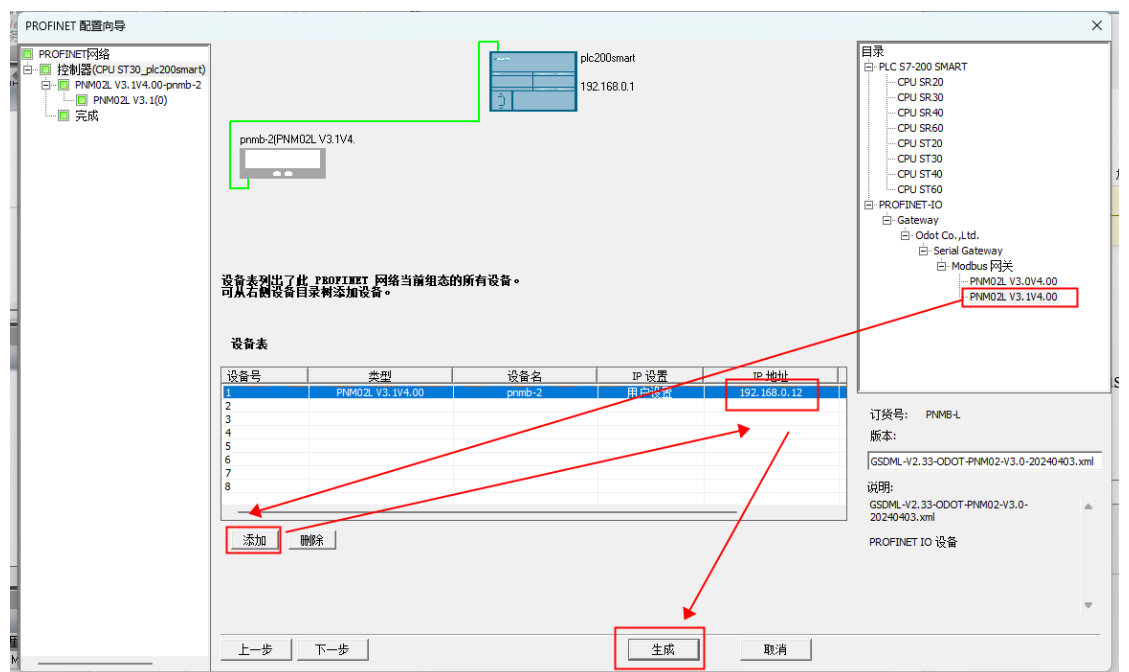 PROFINET 配置向导
PROFINET网络
控制器(CPU ST30_plc200smart)
PNM02L V3.1V4.00-pnmb-2
PNM02L V3.1(0)
完成
plc200smart
192.168.0.1
pnmb-2(PNM02L V3.1V4.
设备表列出了此 PROFINET 网络当前组态的所有设备。
可从右侧设备目录树添加设备。
设备表
设备号 类型 设备名 IP 设置 IP 地址
1 PNM02L V3.1V4.00 pnmb-2 用户设置 192.168.0.12
2
3
4
5
6
7
8
添加 删除
上一步 下一步 生成 取消
目录
PLC S7-200 SMART
CPU SR20
CPU SR30
CPU SR40
CPU SR60
CPU ST20
CPU ST30
CPU ST40
CPU ST60
PROFINET-IO
Gateway
Odot Co.,Ltd.
Serial Gateway
Modbus 网关
PNM02L V3.0V4.00
PNM02L V3.1V4.00
订货号: PNMB-L
版本:
GSDML-V2.33-ODOT-PNM02-V3.0-20240403.xml
说明:
GSDML-V2.33-ODOT-PNM02-V3.0-
20240403.xml
PROFINET IO 设备